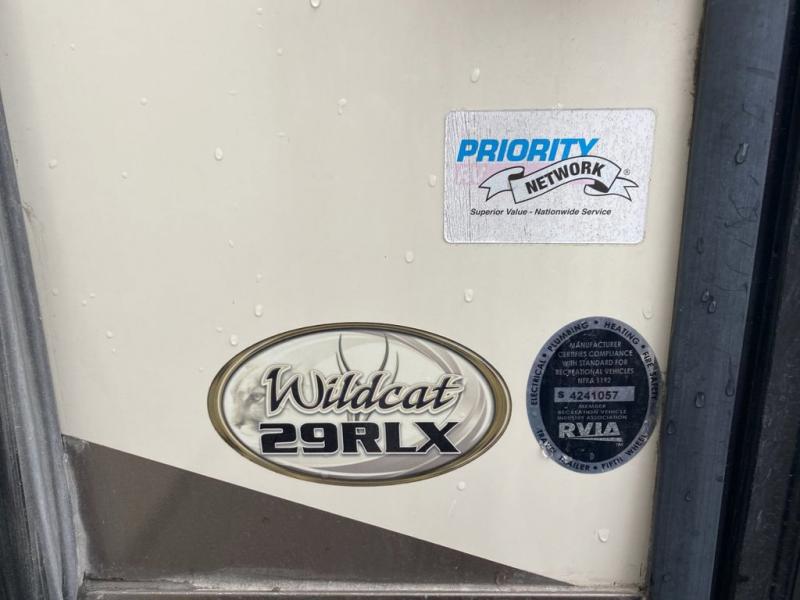 PRIORITY
NETWORK®
Superior Value - Nationwide Service
Wildcat
29RLX
ELECTRICAL • PLUMBING • HEATING • FIRE SAFETY
MANUFACTURER
CERTIFIES COMPLIANCE
WITH STANDARD FOR
RECREATIONAL VEHICLES
NFPA 1192
S 4241057
MEMBER
RECREATION VEHICLE
INDUSTRY ASSOCIATION
RVIA
TM
TRAVEL TRAILER • FIFTH WHEEL